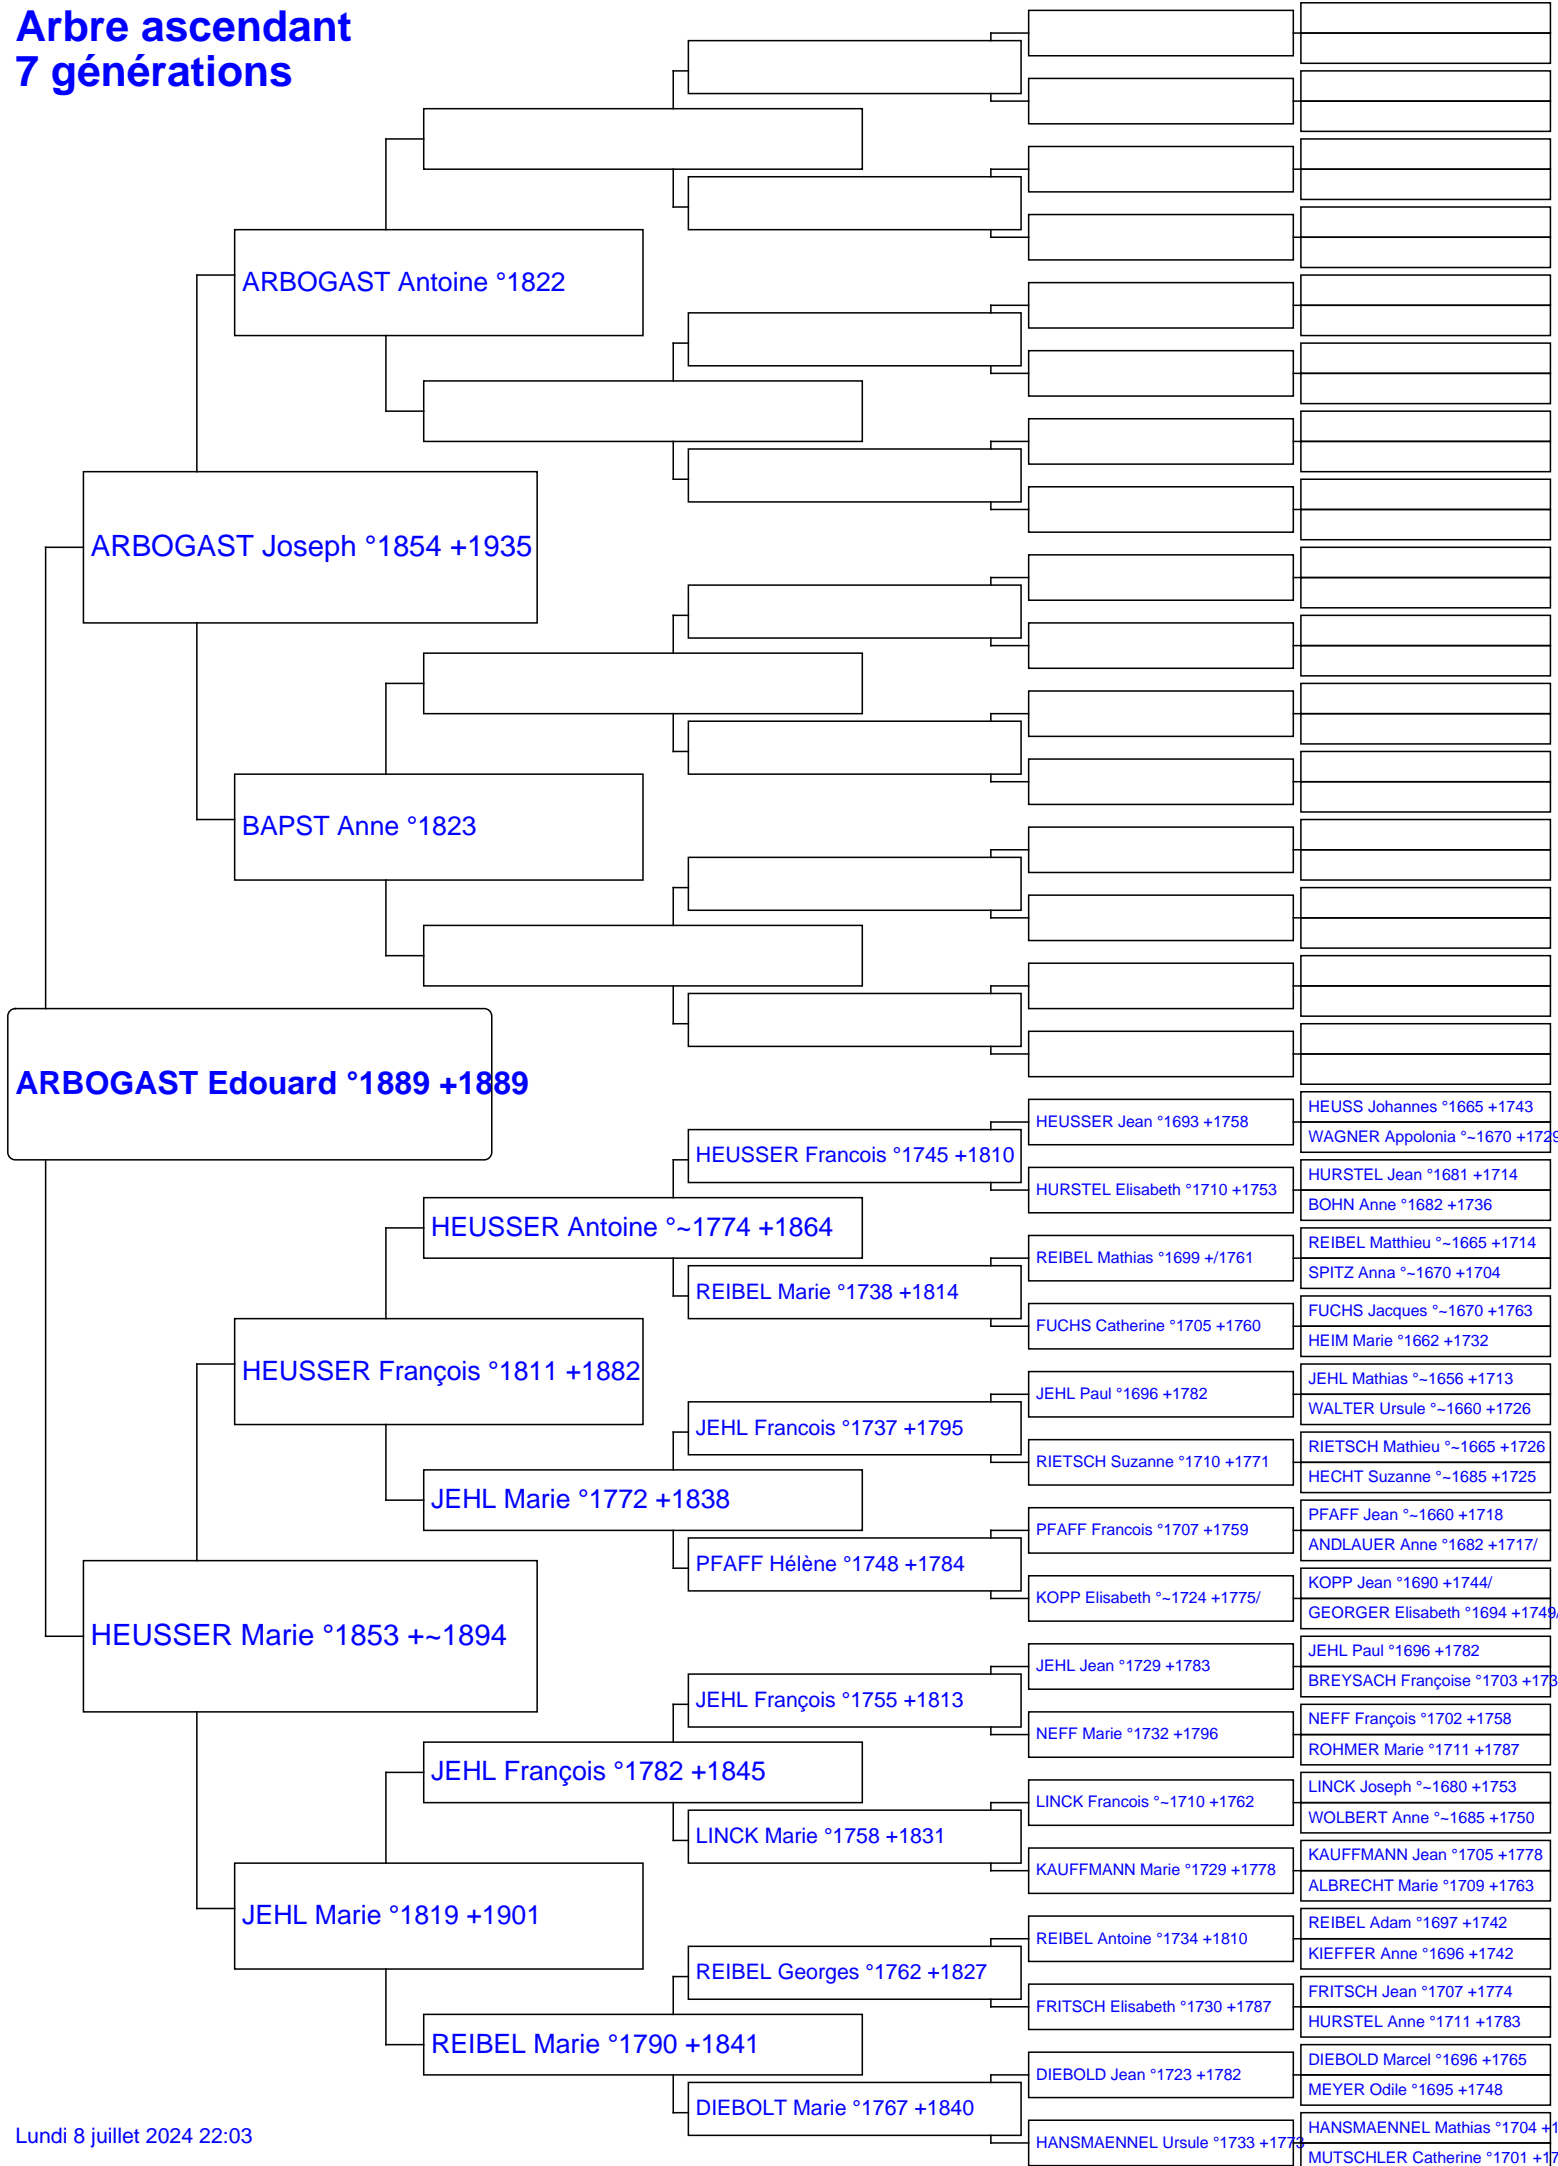 Arbre ascendant
7 générations
ARBOGAST Antoine °1822
ARBOGAST Joseph °1854 +1935
BAPST Anne °1823
ARBOGAST Edouard °1889 +1889
HEUSS Johannes °1665 +1743
HEUSSER Jean °1693 +1758
WAGNER Appolonia °~1670 +1729
HEUSSER Francois °1745 +1810
HURSTEL Jean °1681 +1714
HURSTEL Elisabeth °1710 +1753
BOHN Anne °1682 +1736
HEUSSER Antoine °~1774 +1864
REIBEL Matthieu °~1665 +1714
REIBEL Mathias °1699 +/1761
SPITZ Anna °~1670 +1704
REIBEL Marie °1738 +1814
FUCHS Jacques °~1670 +1763
FUCHS Catherine °1705 +1760
HEIM Marie °1662 +1732
HEUSSER François °1811 +1882
JEHL Mathias °~1656 +1713
JEHL Paul °1696 +1782
WALTER Ursule °~1660 +1726
JEHL Francois °1737 +1795
RIETSCH Mathieu °~1665 +1726
RIETSCH Suzanne °1710 +1771
HECHT Suzanne °~1685 +1725
JEHL Marie °1772 +1838
PFAFF Jean °~1660 +1718
PFAFF Francois °1707 +1759
ANDLAUER Anne °1682 +1717/
PFAFF Hélène °1748 +1784
KOPP Jean °1690 +1744/
KOPP Elisabeth °~1724 +1775/
GEORGER Elisabeth °1694 +1749/
HEUSSER Marie °1853 +~1894
JEHL Paul °1696 +1782
JEHL Jean °1729 +1783
BREYSACH Françoise °1703 +173
JEHL François °1755 +1813
NEFF François °1702 +1758
NEFF Marie °1732 +1796
ROHMER Marie °1711 +1787
JEHL François °1782 +1845
LINCK Joseph °~1680 +1753
LINCK Francois °~1710 +1762
WOLBERT Anne °~1685 +1750
LINCK Marie °1758 +1831
KAUFFMANN Jean °1705 +1778
KAUFFMANN Marie °1729 +1778
ALBRECHT Marie °1709 +1763
JEHL Marie °1819 +1901
REIBEL Adam °1697 +1742
REIBEL Antoine °1734 +1810
KIEFFER Anne °1696 +1742
REIBEL Georges °1762 +1827
FRITSCH Jean °1707 +1774
FRITSCH Elisabeth °1730 +1787
HURSTEL Anne °1711 +1783
REIBEL Marie °1790 +1841
DIEBOLD Marcel °1696 +1765
DIEBOLD Jean °1723 +1782
MEYER Odile °1695 +1748
DIEBOLT Marie °1767 +1840
HANSMAENNEL Mathias °1704 +1
HANSMAENNEL Ursule °1733 +1773
MUTSCHLER Catherine °1701 +17
Lundi 8 juillet 2024 22:03